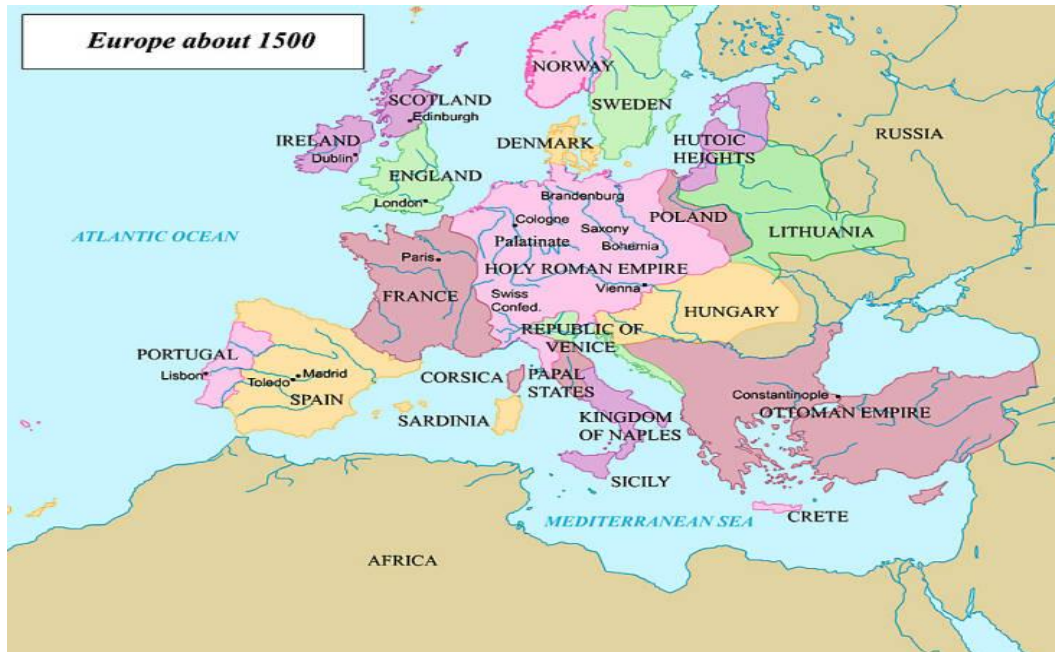 Europe about 1500
NORWAY
SWEDEN
SCOTLAND
Edinburgh
IRELAND
Dublin
ENGLAND
London
DENMARK
HUTOIC
HEIGHTS
RUSSIA
ATLANTIC OCEAN
Brandenburg
Cologne
Saxony
Palatinate
Bohemia
POLAND
LITHUANIA
Paris
HOLY ROMAN EMPIRE
Vienna
FRANCE
Swiss
Confed.
HUNGARY
REPUBLIC OF
VENICE
PORTUGAL
Lisbon
Madrid
Toledo
SPAIN
CORSICA
PAPAL
STATES
SARDINIA
KINGDOM
OF NAPLES
Constantinople
OTTOMAN EMPIRE
SICILY
MEDITERRANEAN SEA
CRETE
AFRICA